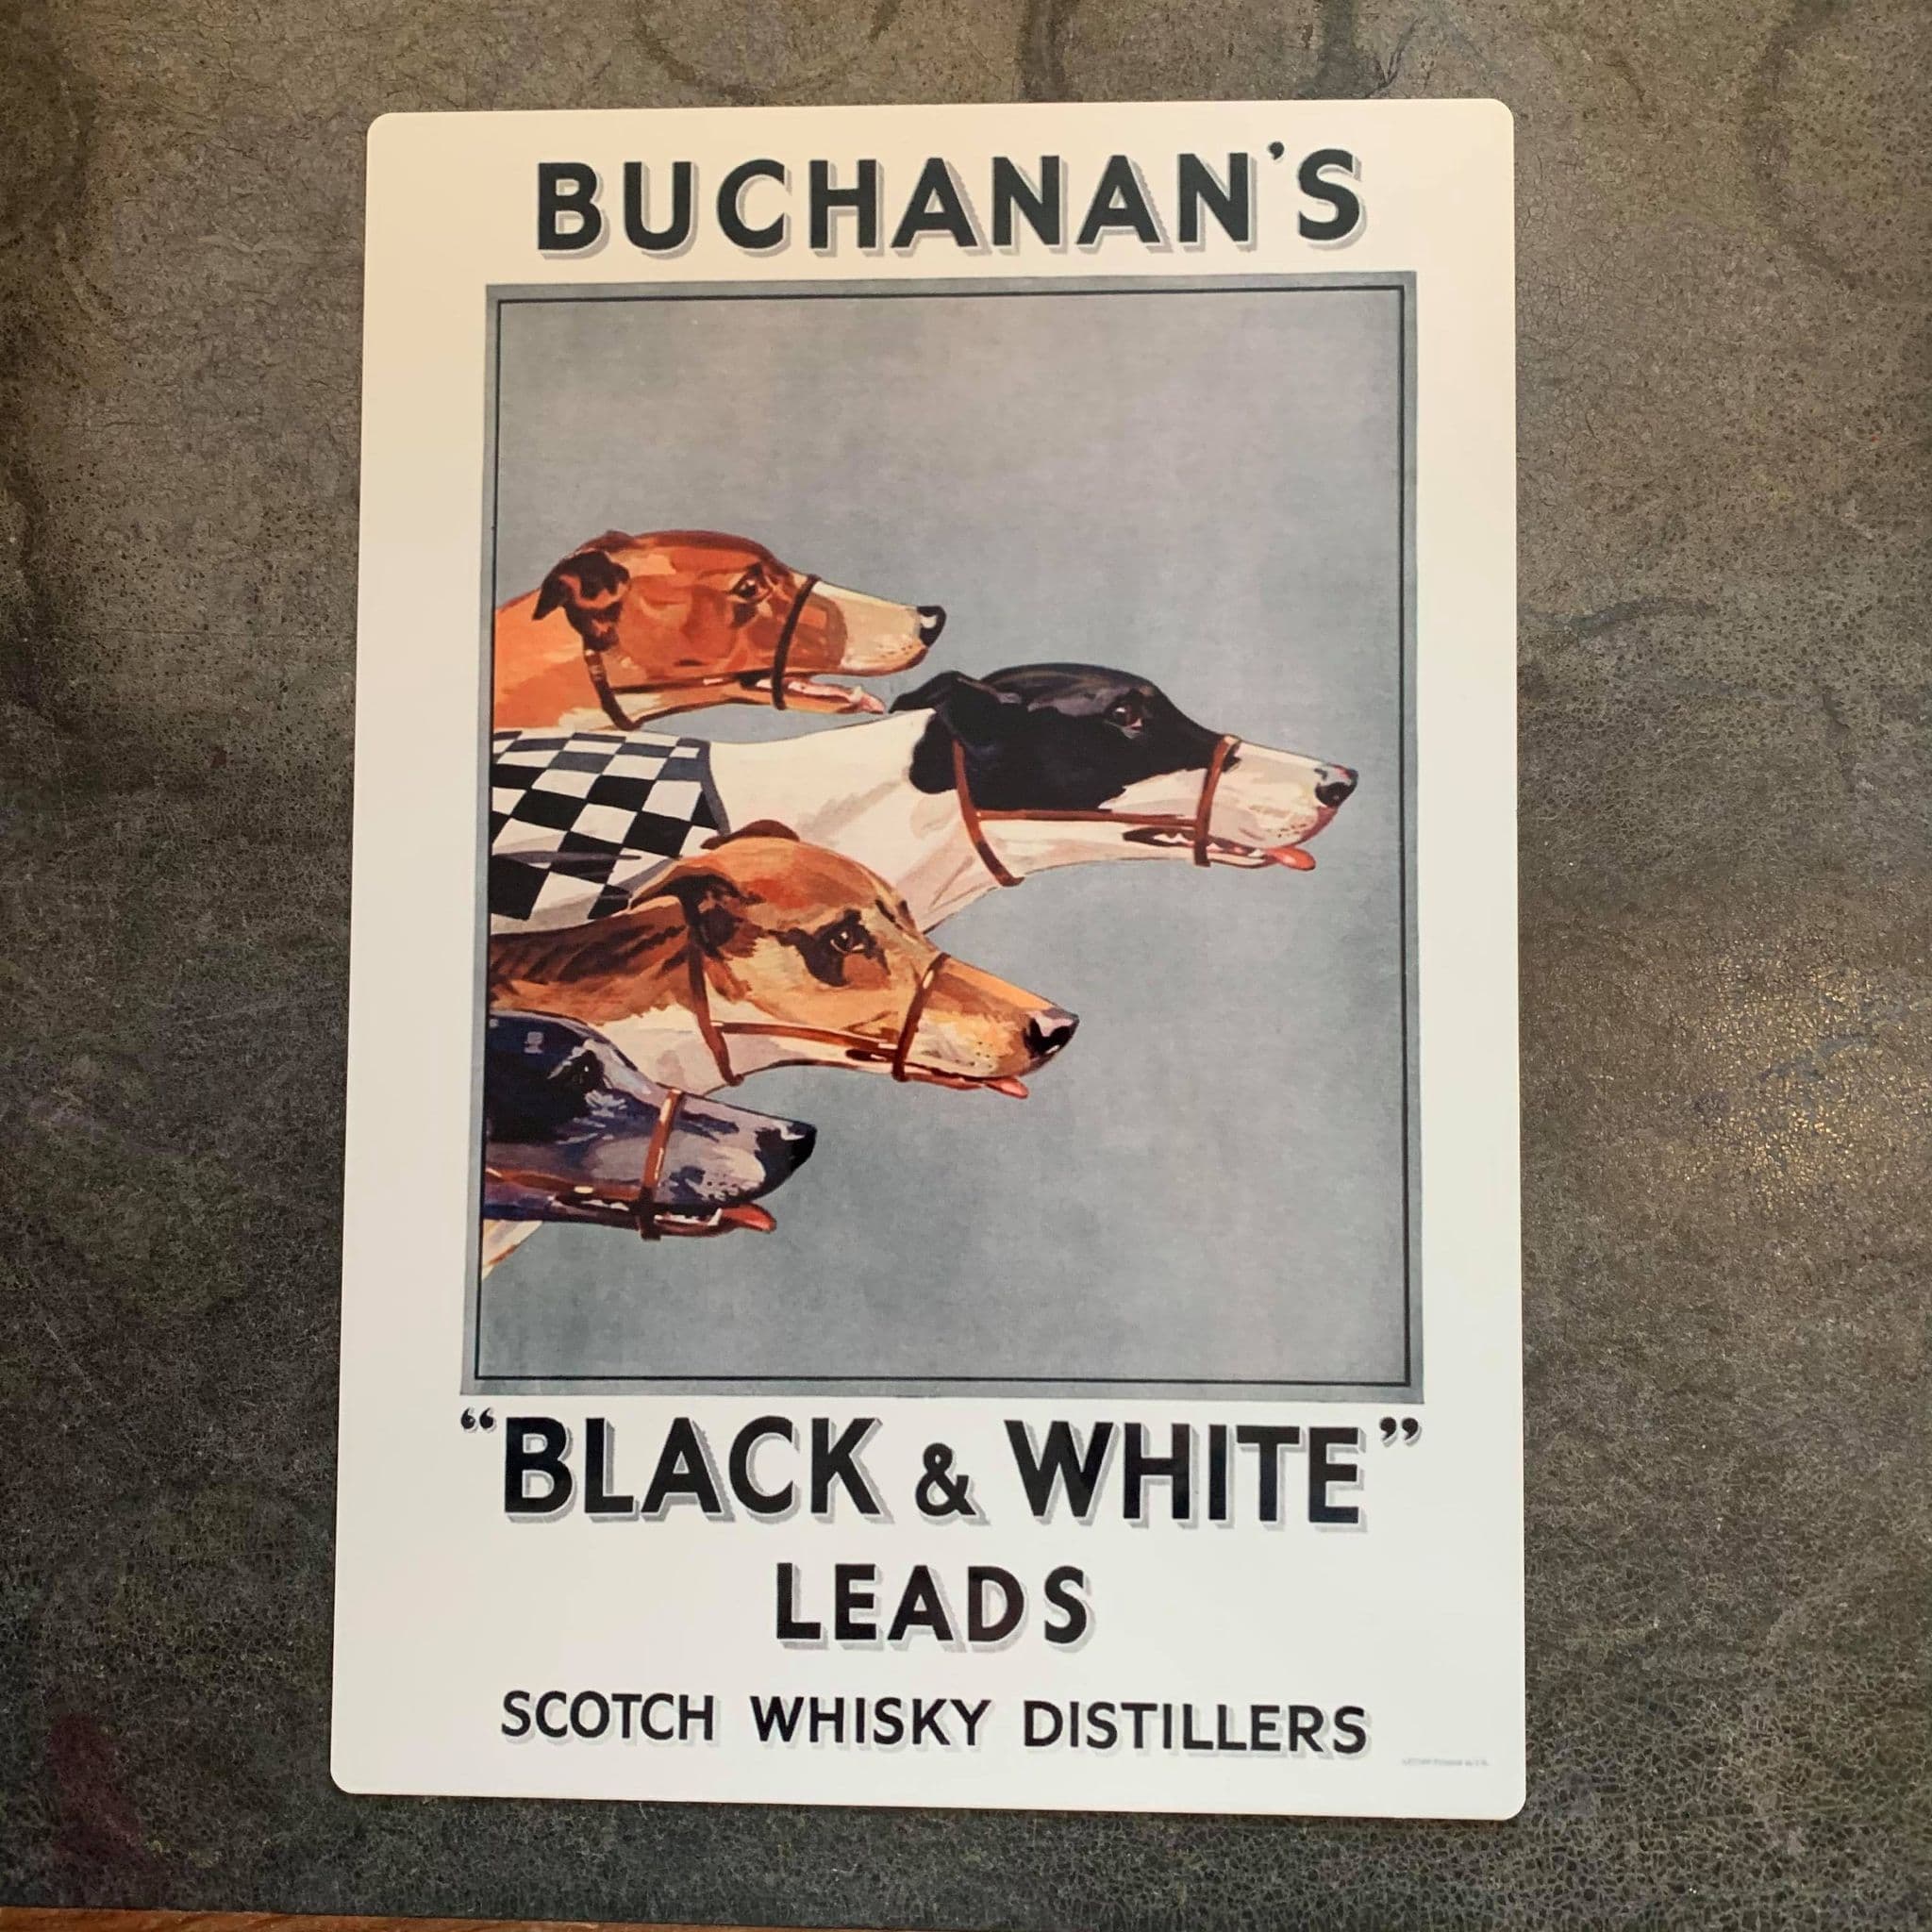 BUCHANAN'S
“BLACK & WHITE”
LEADS
SCOTCH WHISKY DISTILLERS